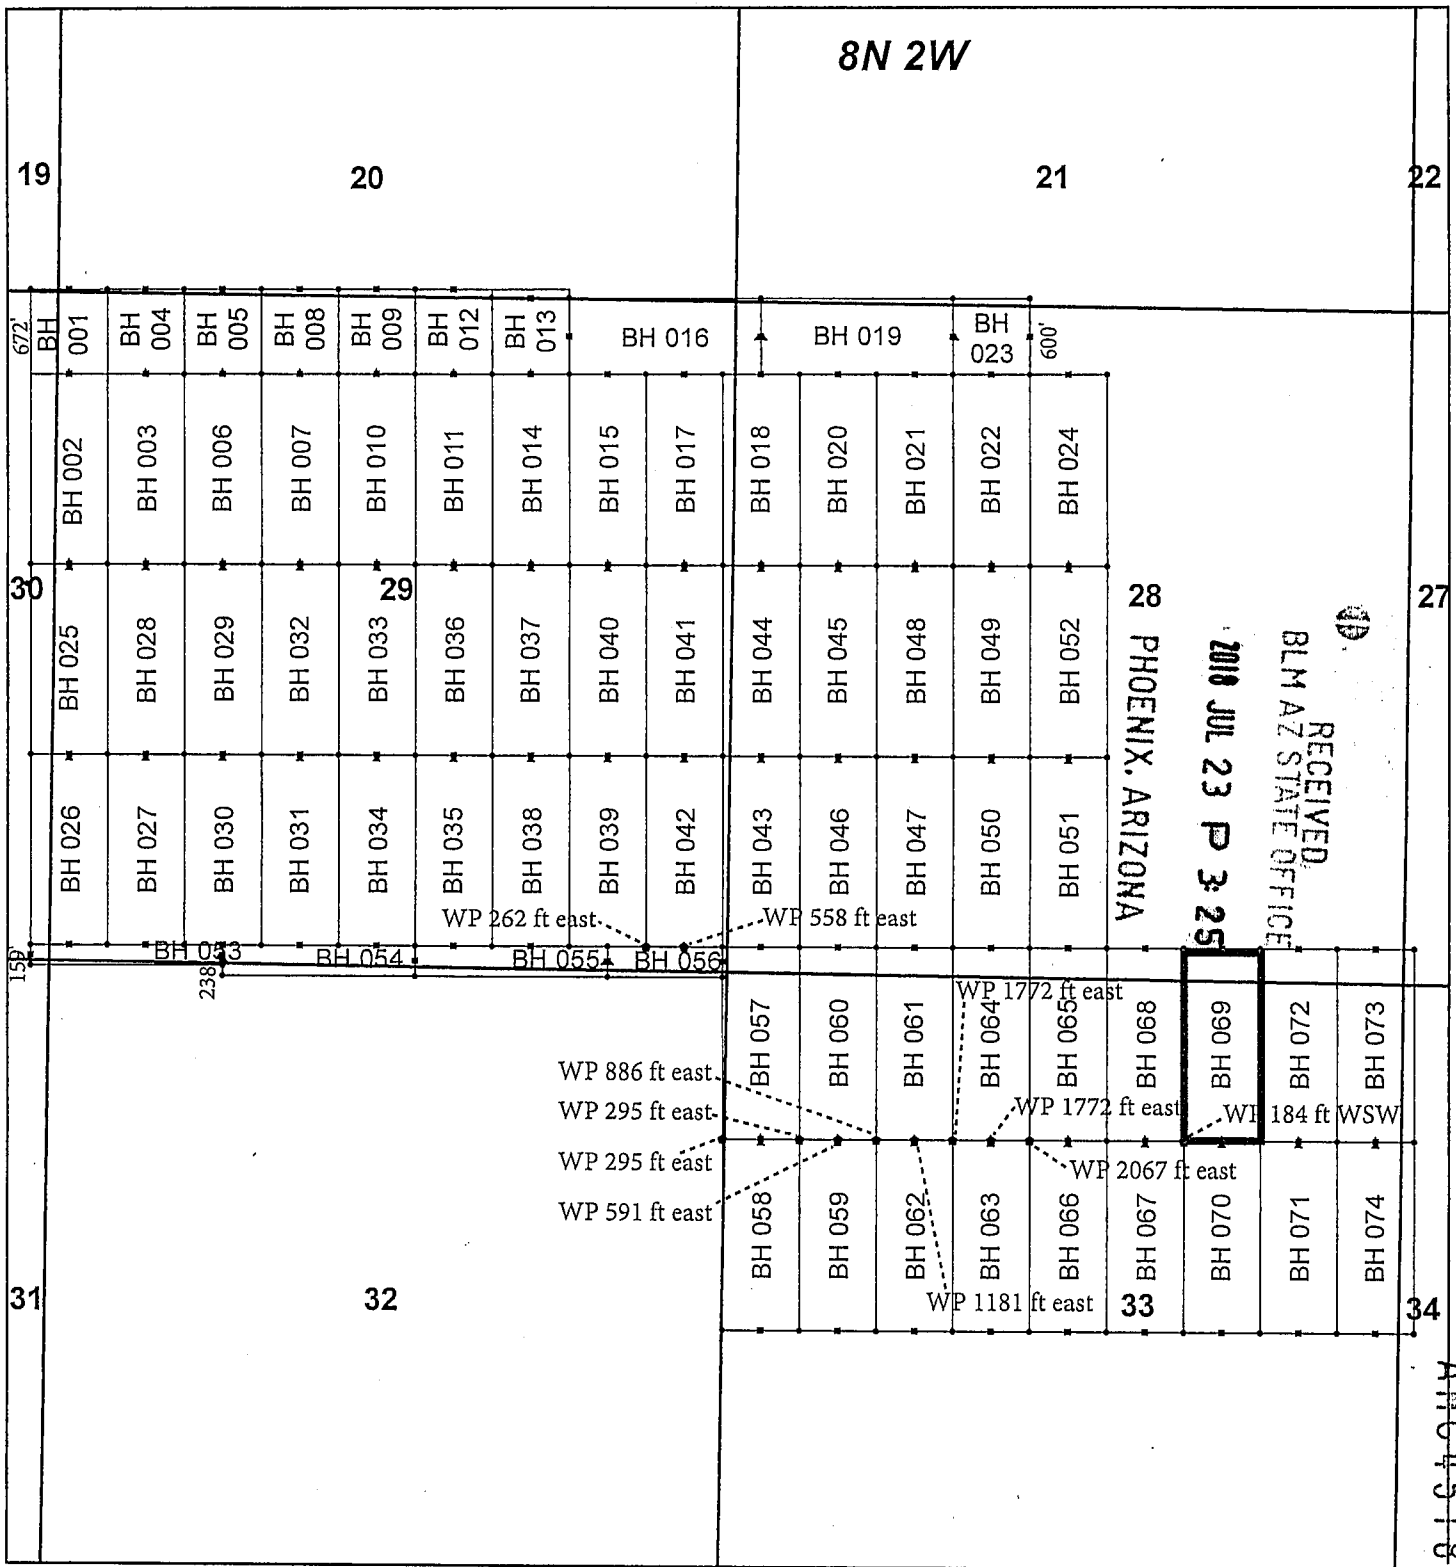 8N 2W
19
20
21
22
672'
BH 001
BH 004
BH 005
BH 008
BH 009
BH 012
BH 013
BH 016
BH 019
BH 023
600'
BH 002
BH 003
BH 006
BH 007
BH 010
BH 011
BH 014
BH 015
BH 017
BH 018
BH 020
BH 021
BH 022
BH 024
30
29
28
27
BH 025
BH 028
BH 029
BH 032
BH 033
BH 036
BH 037
BH 040
BH 041
BH 044
BH 045
BH 048
BH 049
BH 052
RECEIVED
BLM AZ STATE OFFICE
2018 JUL 23 P 3:25
PHOENIX, ARIZONA
BH 026
BH 027
BH 030
BH 031
BH 034
BH 035
BH 038
BH 039
BH 042
BH 043
BH 046
BH 047
BH 050
BH 051
WP 262 ft east
WP 558 ft east
159'
BH 053
238'
BH 054
BH 055
BH 056
BH 057
BH 060
BH 061
BH 064
BH 065
BH 068
BH 069
BH 072
BH 073
WP 1772 ft east
WP 886 ft east
WP 295 ft east
WP 1772 ft east
WP 184 ft WSW
WP 295 ft east
WP 2067 ft east
WP 591 ft east
BH 058
BH 059
BH 062
BH 063
BH 066
BH 067
BH 070
BH 071
BH 074
WP 1181 ft east
31
32
33
34